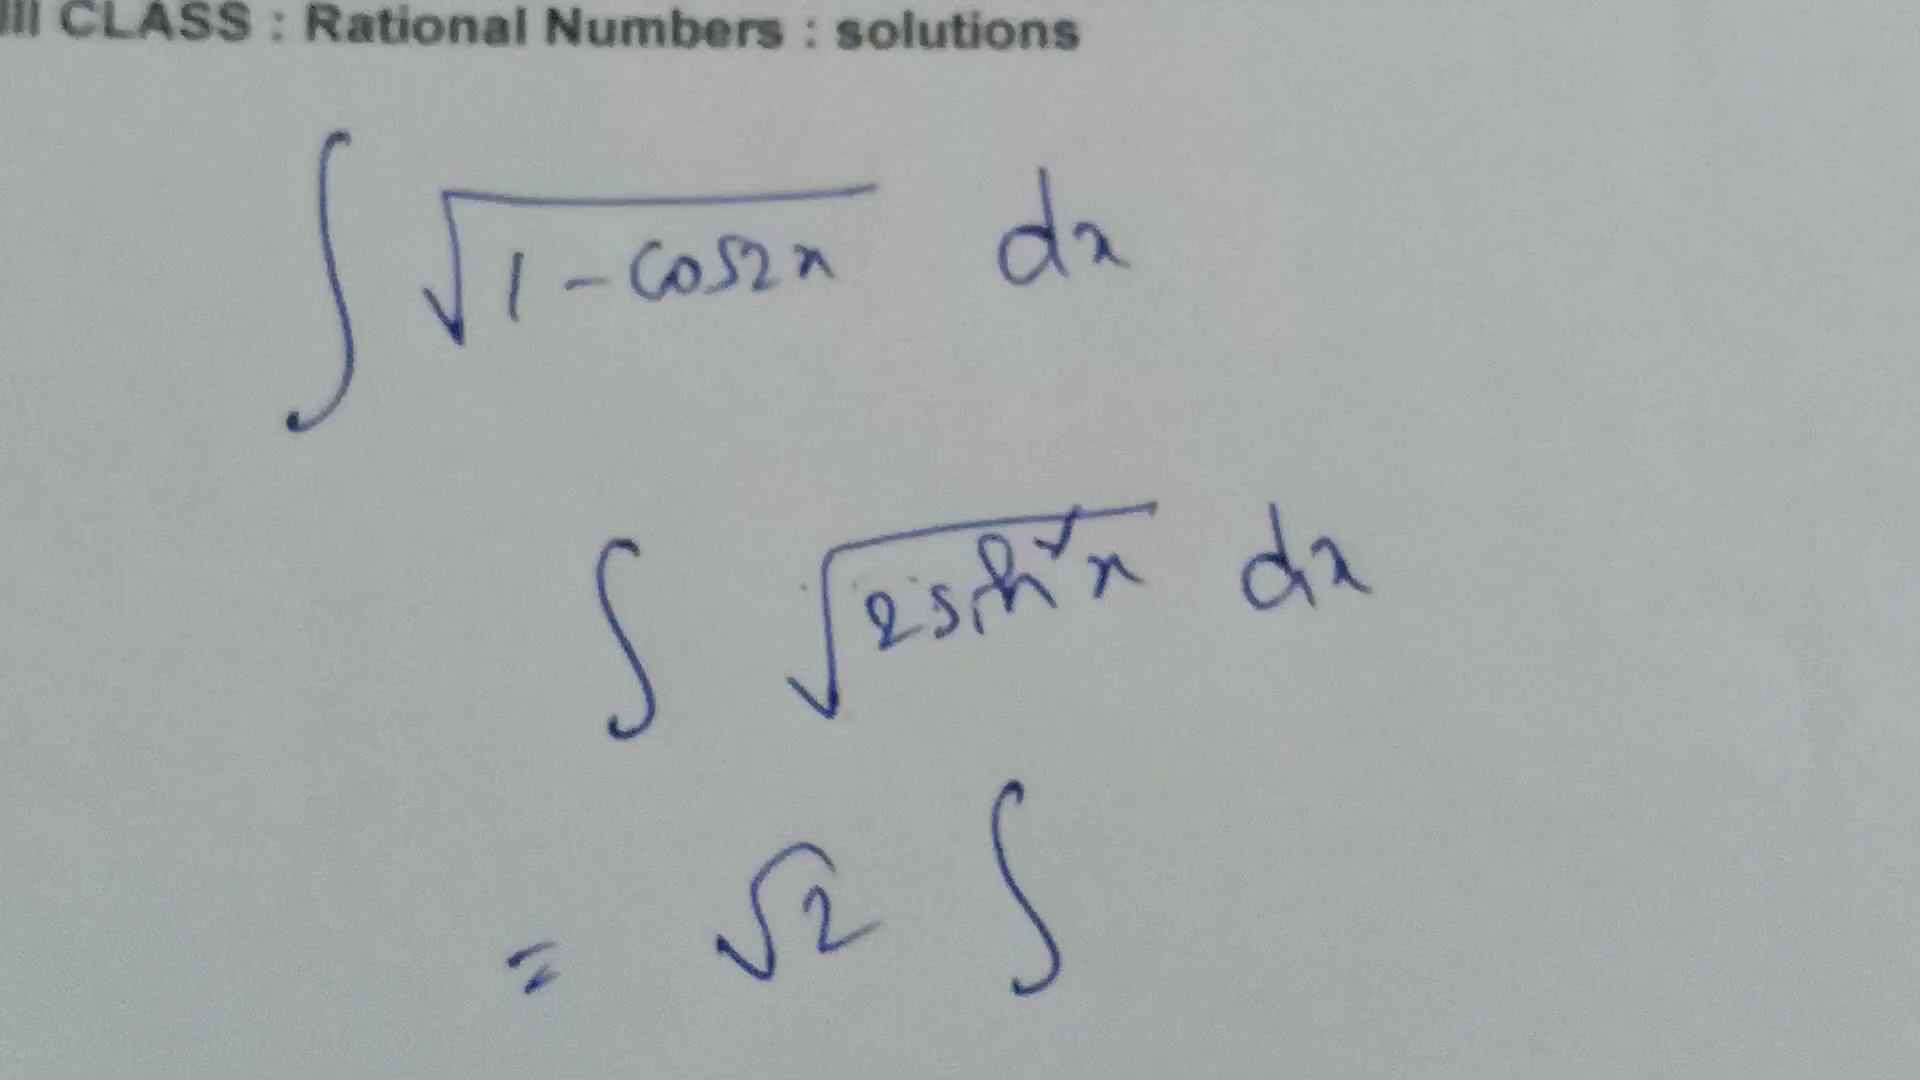 III CLASS : Rational Numbers : solutions
∫ √(1 - cos2x) dx
∫ √(2sin²x) dx
= √2 ∫